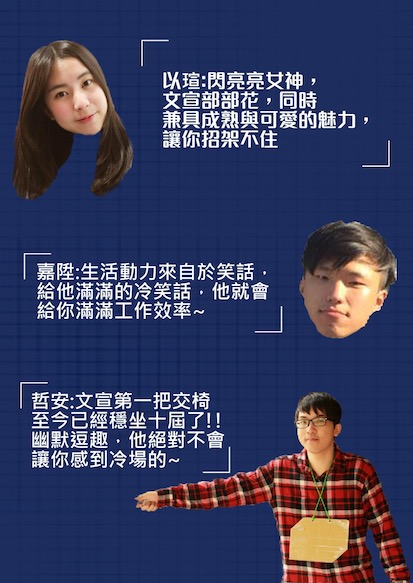 以瑄:閃亮亮女神，
文宣部部花，同時
兼具成熟與可愛的魅力，
讓你招架不住
嘉陞:生活動力來自於笑話，
給他滿滿的冷笑話，他就會
給你滿滿工作效率~
哲安:文宣第一把交椅
至今已經穩坐十屆了!!
幽默逗趣，他絕對不會
讓你感到冷場的~